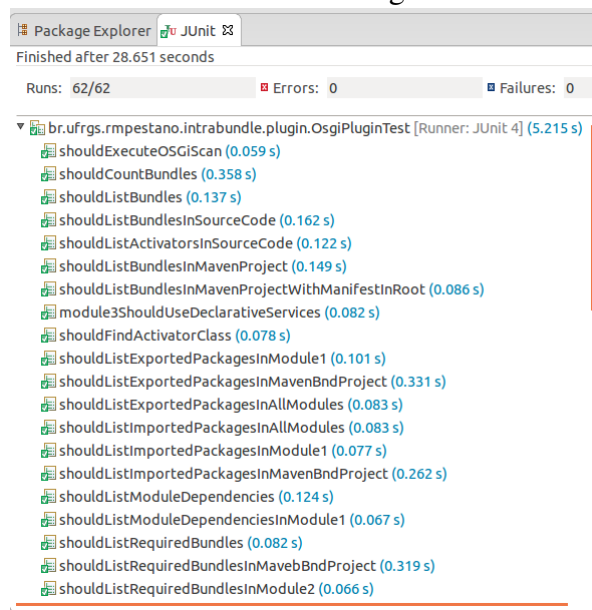 Package Explorer JUnit
Finished after 28.651 seconds
Runs: 62/62 Errors: 0 Failures: 0
br.ufrgs.rmpestano.intrabundle.plugin.OsgiPluginTest [Runner: JUnit 4] (5.215 s)
shouldExecuteOSGiScan (0.059 s)
shouldCountBundles (0.358 s)
shouldListBundles (0.137 s)
shouldListBundlesInSourceCode (0.162 s)
shouldListActivatorsInSourceCode (0.122 s)
shouldListBundlesInMavenProject (0.149 s)
shouldListBundlesInMavenProjectWithManifestInRoot (0.086 s)
module3ShouldUseDeclarativeServices (0.082 s)
shouldFindActivatorClass (0.078 s)
shouldListExportedPackagesInModule1 (0.101 s)
shouldListExportedPackagesInMavenBndProject (0.331 s)
shouldListExportedPackagesInAllModules (0.083 s)
shouldListImportedPackagesInAllModules (0.083 s)
shouldListImportedPackagesInModule1 (0.077 s)
shouldListImportedPackagesInMavenBndProject (0.262 s)
shouldListModuleDependencies (0.124 s)
shouldListModuleDependenciesInModule1 (0.067 s)
shouldListRequiredBundles (0.082 s)
shouldListRequiredBundlesInMavebBndProject (0.319 s)
shouldListRequiredBundlesInModule2 (0.066 s)